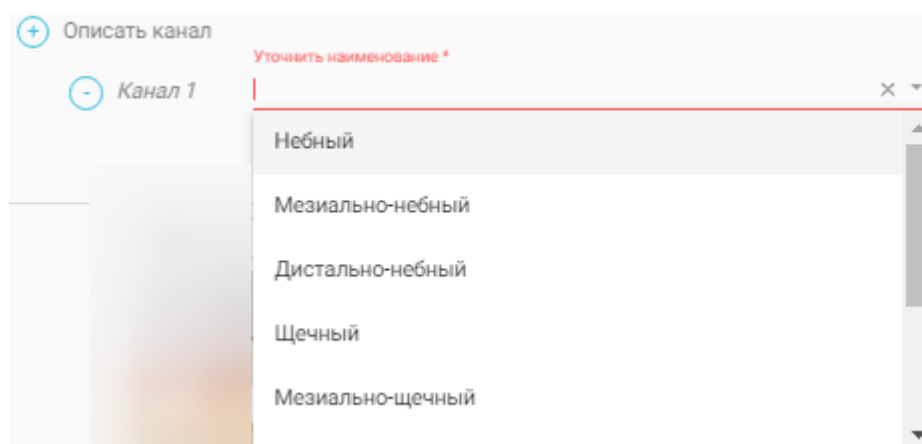 Описать канал
Уточнить наименование *
Канал 1
Небный
Мезиально-небный
Дистально-небный
Щечный
Мезиально-щечный